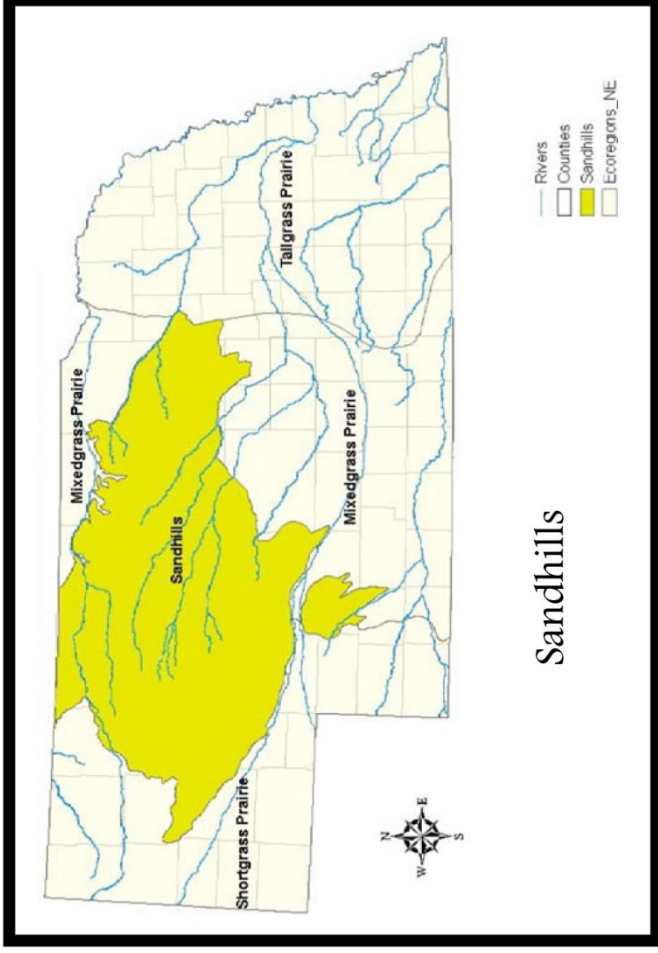 Mixedgrass Prairie
Sandhills
Tallgrass Prairie
Mixedgrass Prairie
Shortgrass Prairie
N
W
E
S
Sandhills
Rivers
Counties
Sandhills
Ecoregions_NE